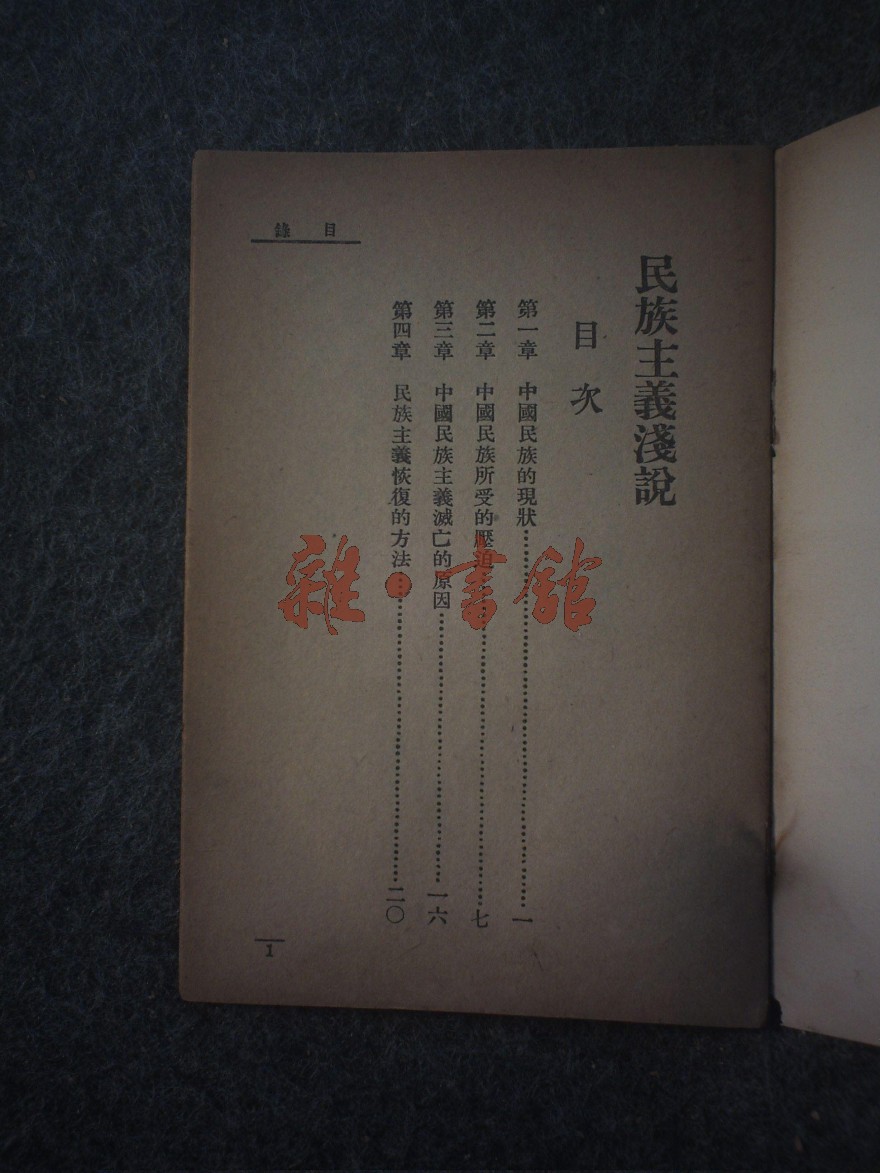 民族主義淺說
目次
第一章 中國民族的現狀……一
第二章 中國民族所受的壓迫……七
第三章 中國民族主義滅亡的原因……一六
第四章 民族主義恢復的方法……二〇
目錄
1
雜·書館